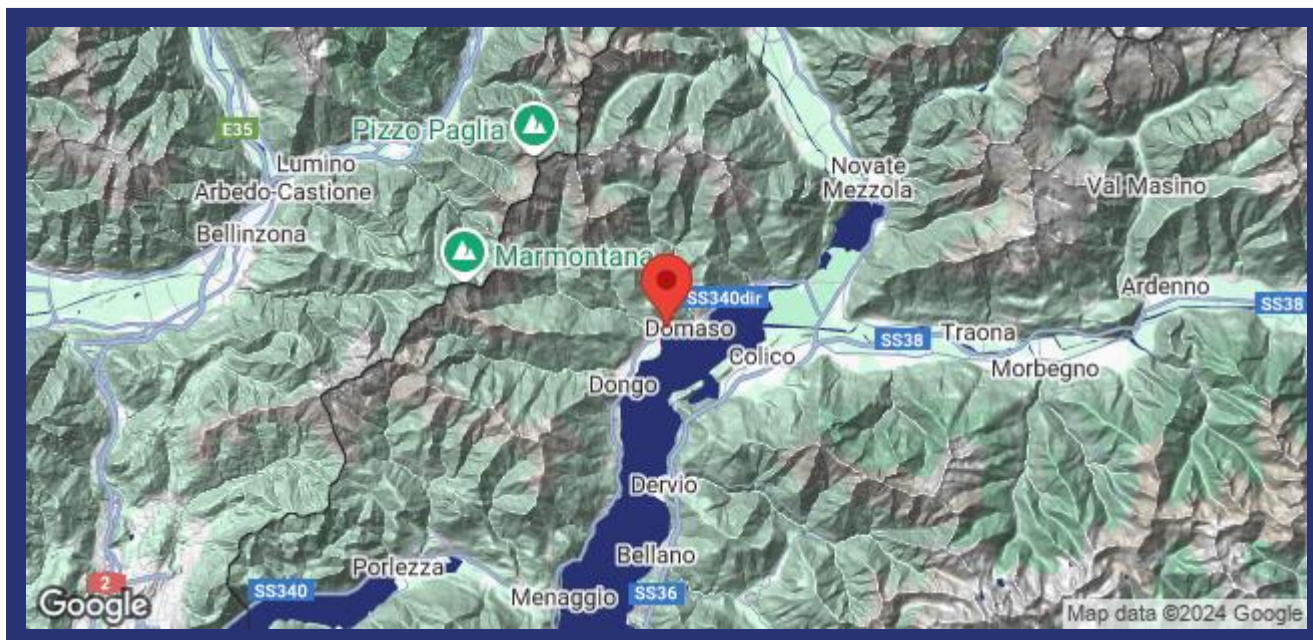 E35
Pizzo Paglia
Lumino
Arbedo-Castione
Bellinzona
Novate
Mezzola
Val Masino
Marmontana
SS340dir
Domaso
Colico
Dongo
SS38
Traona
Morbegno
Ardenno
SS38
Dervio
Bellano
Porlezza
Menaggio
SS340
SS36
2
Google
Map data ©2024 Google